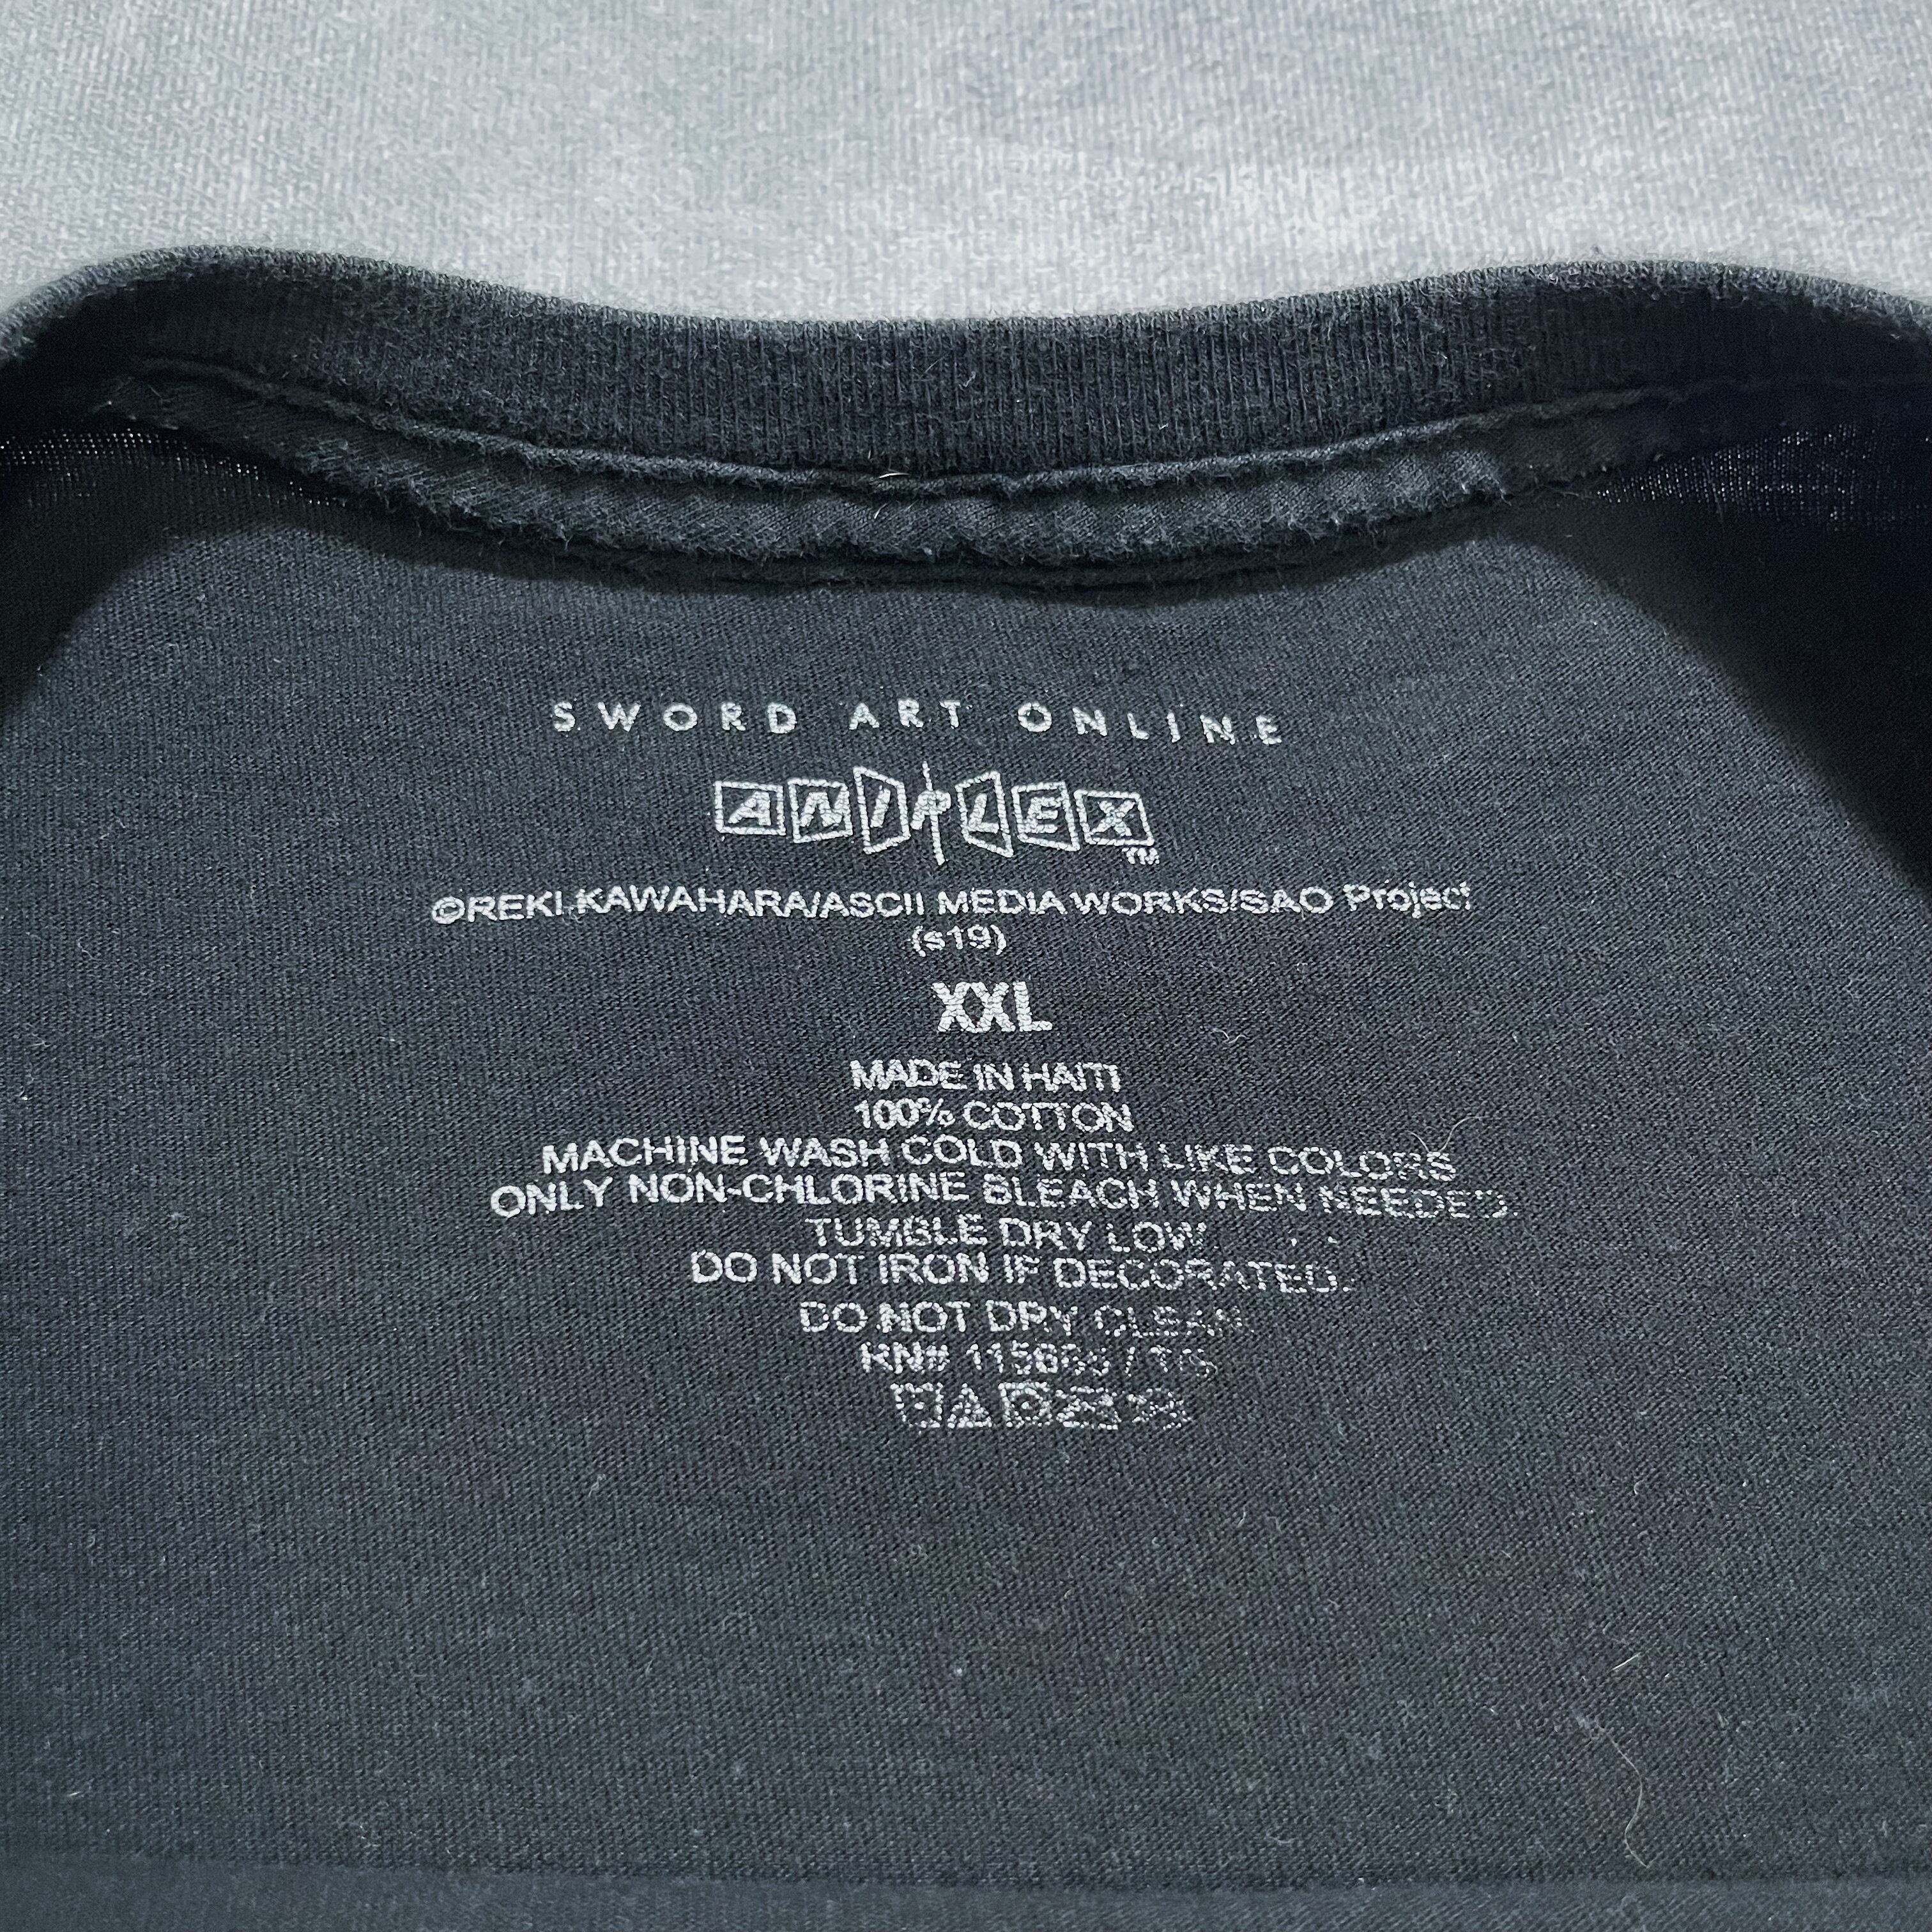 SWORD ART ONLINE
ANIPLEX
TM
©REKI KAWAHARA/ASCII MEDIA WORKS/SAO Project
(s19)
XXL
MADE IN HAITI
100% COTTON
MACHINE WASH COLD WITH LIKE COLORS
ONLY NON-CHLORINE BLEACH WHEN NEEDED.
TUMBLE DRY LOW.
DO NOT IRON IF DECORATED.
DO NOT DRY CLEAN.
RN#